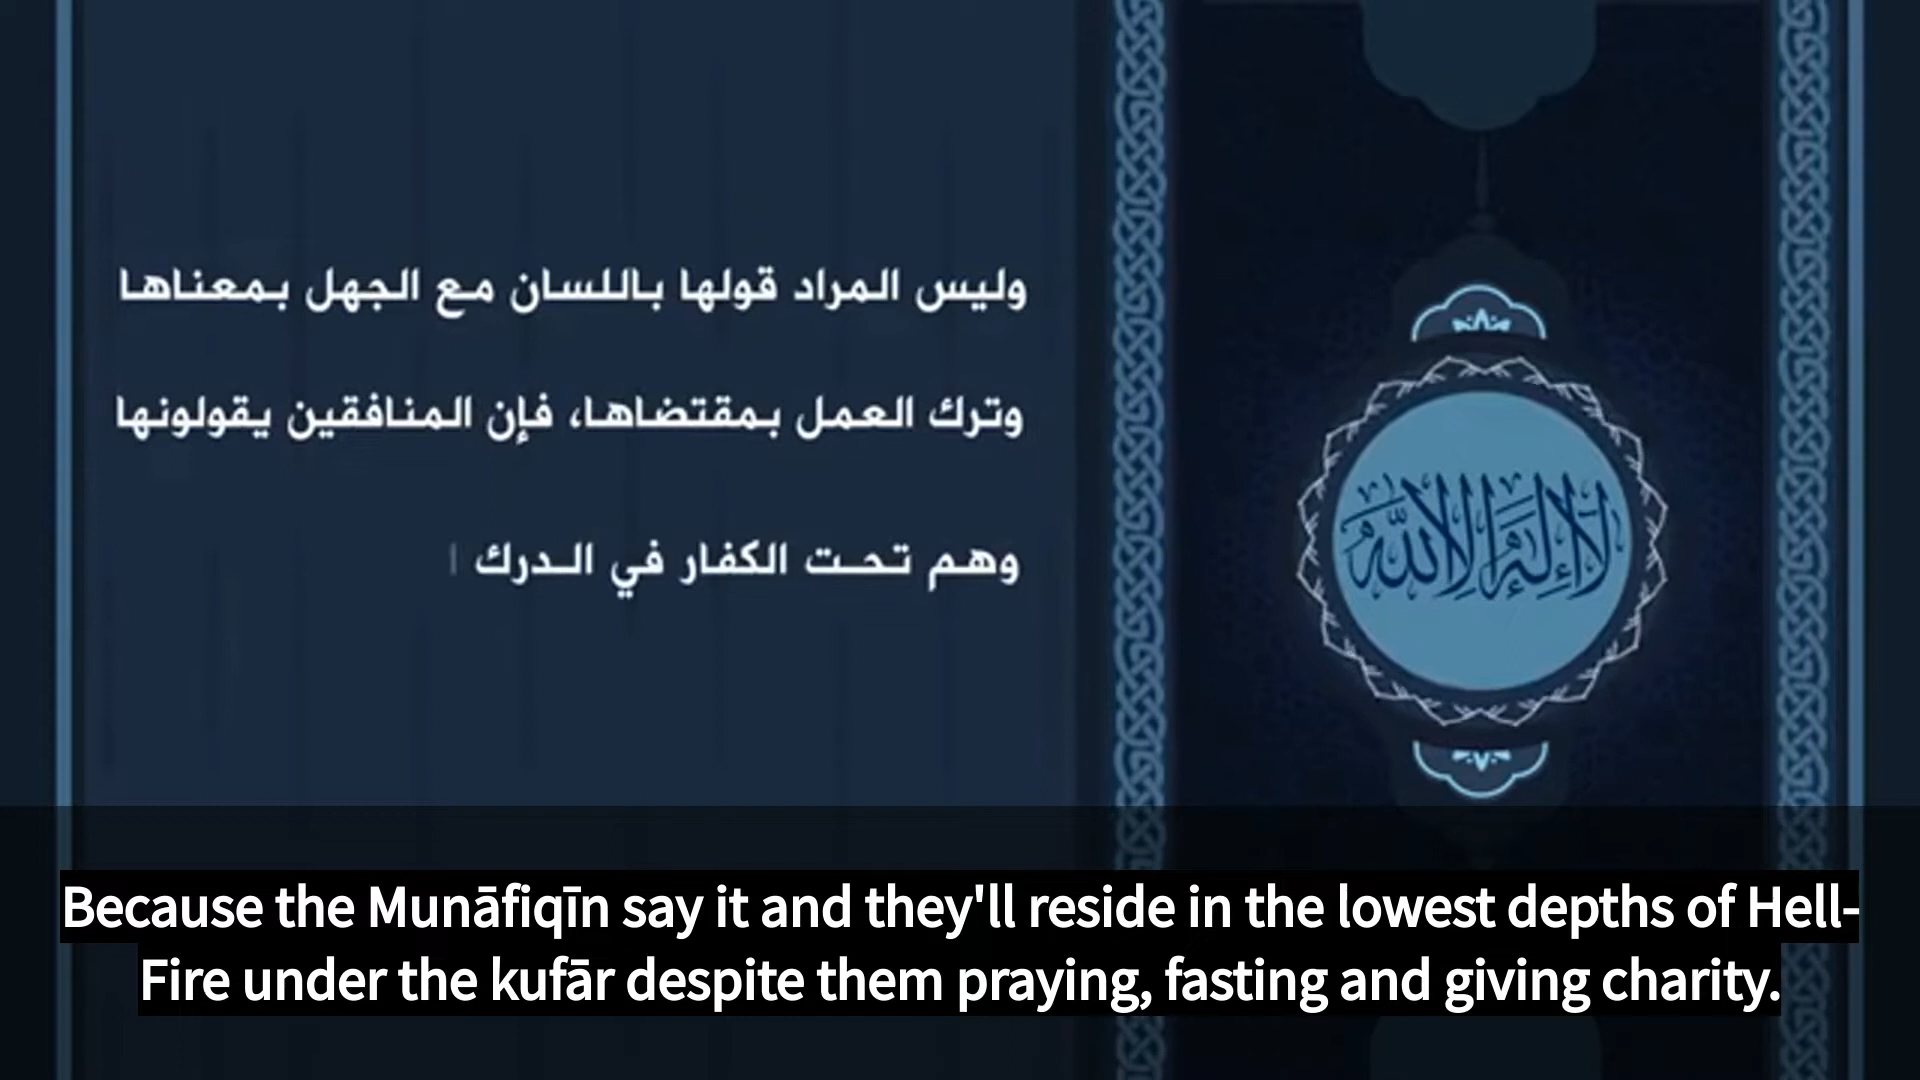 وليس المراد قولها باللسان مع الجهل بمعناها
وترك العمل بمقتضاها، فإن المنافقين يقولونها
وهم تحت الكفار في الدرك ا
لا إله إلا الله
Because the Munāfiqīn say it and they'll reside in the lowest depths of Hell-
Fire under the kufār despite them praying, fasting and giving charity.